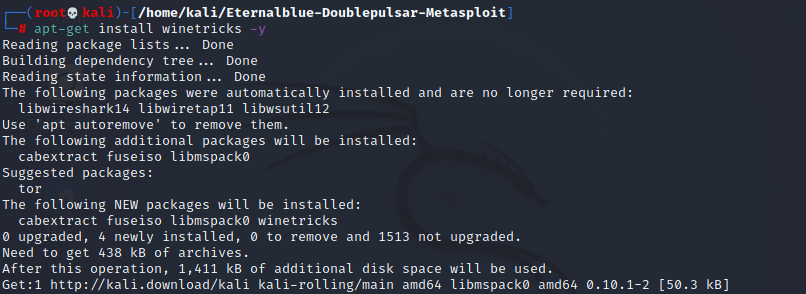 ┌──(root💀kali)-[/home/kali/Eternalblue-Doublepulsar-Metasploit]
└─# apt-get install winetricks -y
Reading package lists... Done
Building dependency tree... Done
Reading state information... Done
The following packages were automatically installed and are no longer required:
  libwireshark14 libwiretap11 libwsutil12
Use 'apt autoremove' to remove them.
The following additional packages will be installed:
  cabextract fuseiso libmspack0
Suggested packages:
  tor
The following NEW packages will be installed:
  cabextract fuseiso libmspack0 winetricks
0 upgraded, 4 newly installed, 0 to remove and 1513 not upgraded.
Need to get 438 kB of archives.
After this operation, 1,411 kB of additional disk space will be used.
Get:1 http://kali.download/kali kali-rolling/main amd64 libmspack0 amd64 0.10.1-2 [50.3 kB]